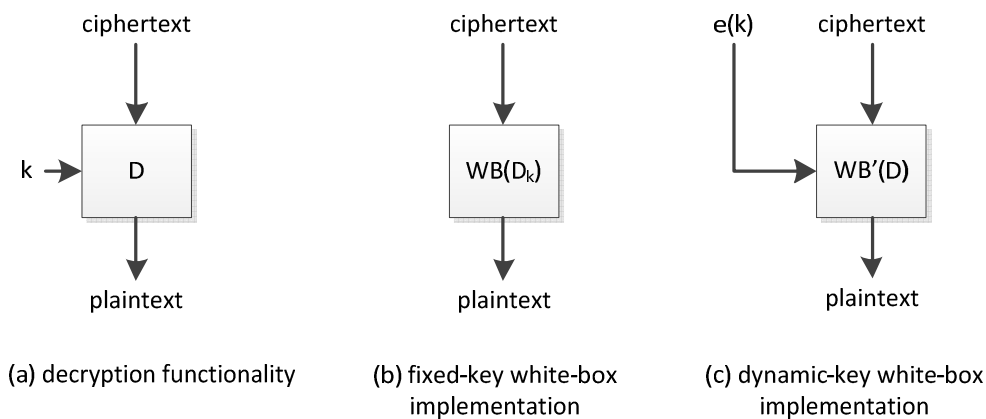 ciphertext
k
D
plaintext
(a) decryption functionality
ciphertext
WB(Dₖ)
plaintext
(b) fixed-key white-box
implementation
e(k)
ciphertext
WB’(D)
plaintext
(c) dynamic-key white-box
implementation